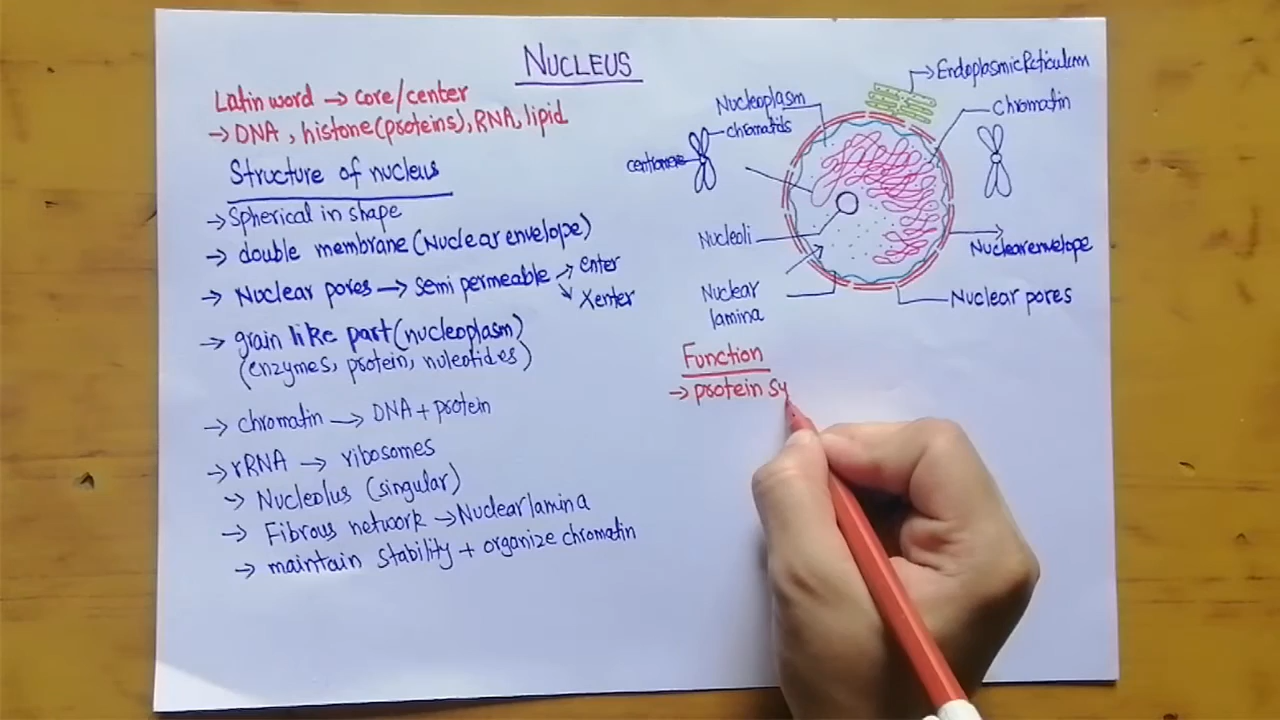 NUCLEUS
Latin word → core/center
→ DNA, histone(proteins), RNA, lipid
Structure of nucleus
→ Spherical in shape
→ double membrane (Nuclear envelope)
→ Nuclear pores → semi permeable → enter
↘ Xenter
→ grain like part (nucleoplasm)
(enzymes, protein, nuleotides)
→ chromatin → DNA + protein
→ rRNA → ribosomes
→ Nucleolus (singular)
→ Fibrous network → Nuclear lamina
→ maintain stability + organize chromatin
Endoplasmic Reticulum
Nucleoplasm
chromatin
chromatids
Nucleoli
Nuclear envelope
Nuclear
lamina
Nuclear pores
Function
→ protein sy